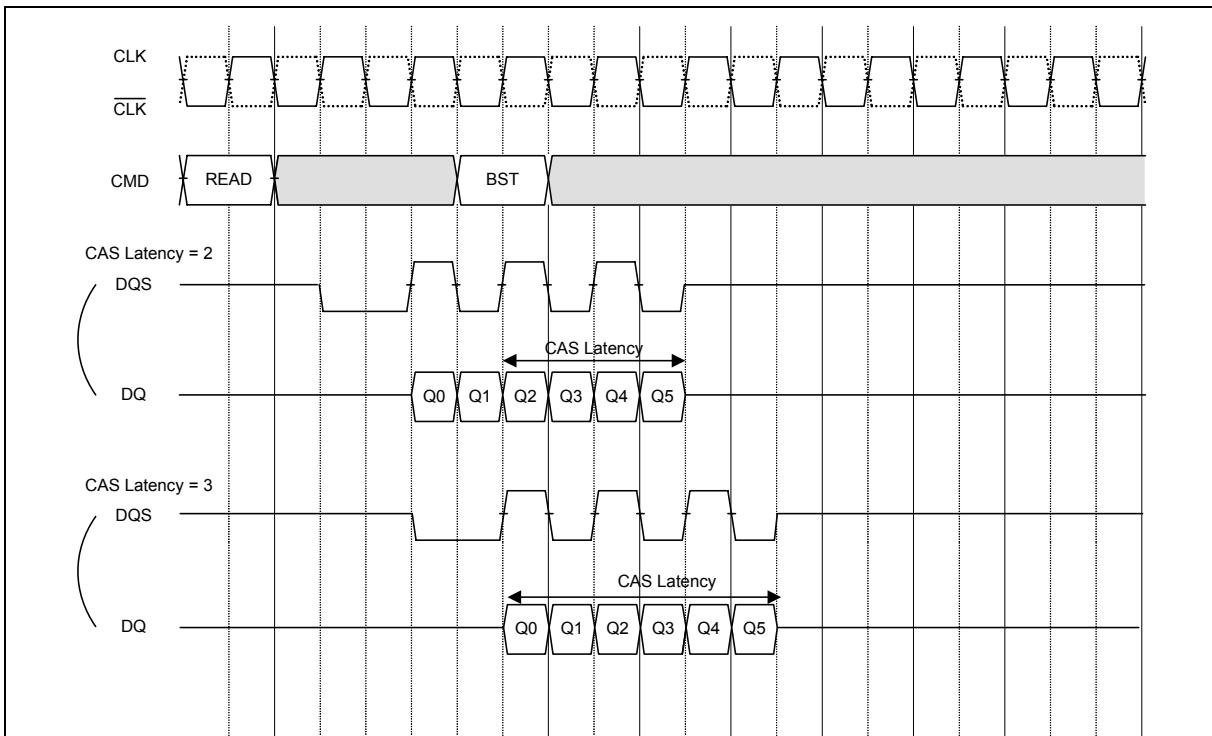 CLK
CLK
CMD READ BST
CAS Latency = 2
DQS
CAS Latency
DQ Q0 Q1 Q2 Q3 Q4 Q5
CAS Latency = 3
DQS
CAS Latency
DQ Q0 Q1 Q2 Q3 Q4 Q5